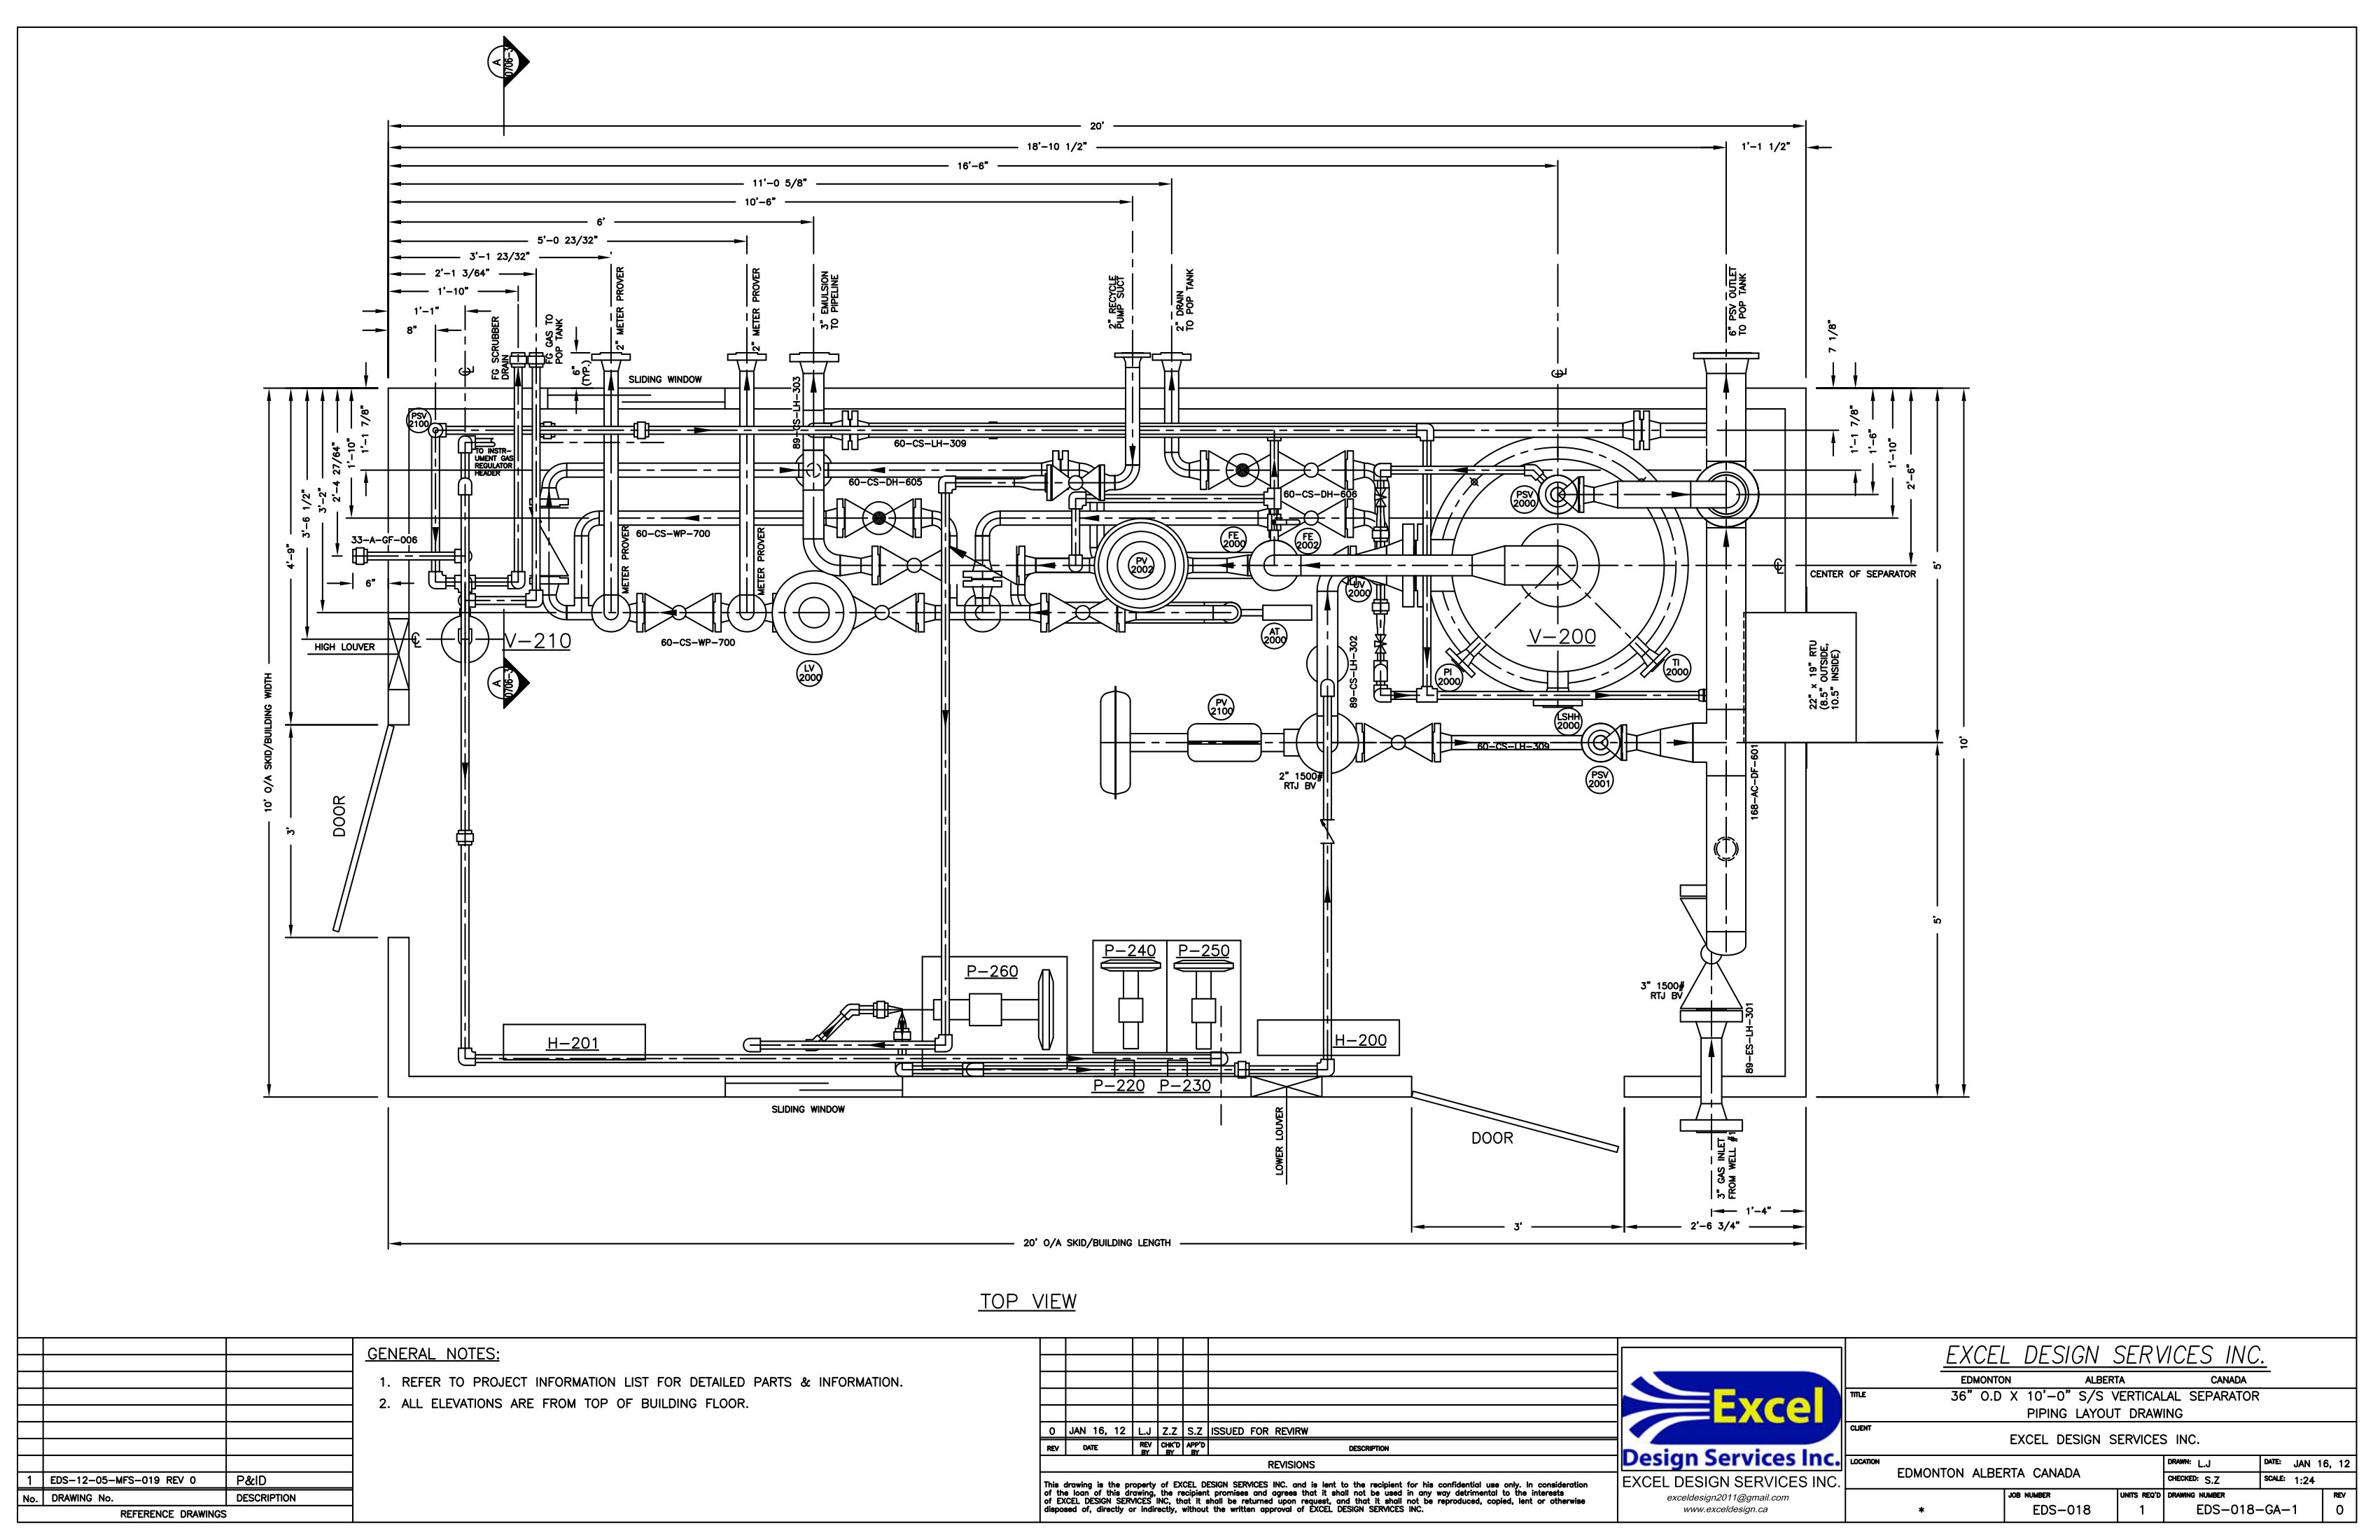 A
20'
18'-10 1/2"
1'-1 1/2"
16'-6"
11'-0 5/8"
10'-6"
6'
5'-0 23/32"
3'-1 23/32"
2'-1 3/64"
1'-10"
1'-1"
8"
FG SCRUBBER
DRAIN
FG GAS TO
POP TANK
6"
(TYP.)
2" METER PROVER
2" METER PROVER
3" EMULSION
TO PIPELINE
2" RECYCLE
PUMP SUCT
2" DRAIN
TO POP TANK
6" PSV OUTLET
TO POP TANK
7 1/8"
SLIDING WINDOW
PSV
2100
TO INSTR-
UMENT GAS
REGULATOR
HEADER
89-CS-LH-303
60-CS-LH-309
60-CS-DH-605
60-CS-DH-606
60-CS-WP-700
60-CS-WP-700
METER PROVER
METER PROVER
33-A-GF-006
6"
1'-1 7/8"
1'-10"
2'-4 27/64"
3'-2"
3'-6 1/2"
4'-9"
10' O/A SKID/BUILDING WIDTH
3'
HIGH LOUVER
V-210
A
DOOR
LV
2000
PV
2002
FE
2000
FE
2002
UV
2000
AT
2000
PSV
2000
PI
2000
TI
2000
V-200
LSHH
2000
PV
2100
89-CS-LH-302
60-CS-LH-309
PSV
2001
2" 1500#
RTJ BV
CENTER OF SEPARATOR
22" x 19" RTU
(8.5" OUTSIDE,
10.5" INSIDE)
168-AC-DF-601
1'-1 7/8"
1'-6"
1'-10"
2'-6"
5'
10'
5'
P-260
P-240
P-250
H-201
H-200
P-220
P-230
SLIDING WINDOW
LOWER LOUVER
DOOR
3" 1500#
RTJ BV
89-ES-LH-301
3" GAS INLET
FROM WELL #1
1'-4"
3'
2'-6 3/4"
20' O/A SKID/BUILDING LENGTH
TOP VIEW
GENERAL NOTES:
1. REFER TO PROJECT INFORMATION LIST FOR DETAILED PARTS & INFORMATION.
2. ALL ELEVATIONS ARE FROM TOP OF BUILDING FLOOR.
1 EDS-12-05-MFS-019 REV 0 P&ID
No. DRAWING No. DESCRIPTION
REFERENCE DRAWINGS
0 JAN 16, 12 L.J Z.Z S.Z ISSUED FOR REVIRW
REV DATE REV BY CHK'D BY APP'D BY DESCRIPTION
REVISIONS
This drawing is the property of EXCEL DESIGN SERVICES INC. and is lent to the recipient for his confidential use only. In consideration
of the loan of this drawing, the recipient promises and agrees that it shall not be used in any way detrimental to the interests
of EXCEL DESIGN SERVICES INC, that it shall be returned upon request, and that it shall not be reproduced, copied, lent or otherwise
disposed of, directly or indirectly, without the written approval of EXCEL DESIGN SERVICES INC.
Excel
Design Services Inc.
EXCEL DESIGN SERVICES INC.
exceldesign2011@gmail.com
www.exceldesign.ca
EXCEL DESIGN SERVICES INC.
EDMONTON ALBERTA CANADA
TITLE
36" O.D X 10'-0" S/S VERTICALAL SEPARATOR
PIPING LAYOUT DRAWING
CLIENT
EXCEL DESIGN SERVICES INC.
LOCATION
EDMONTON ALBERTA CANADA
DRAWN: L.J
DATE: JAN 16, 12
CHECKED: S.Z
SCALE: 1:24
*
JOB NUMBER
EDS-018
UNITS REQ'D
1
DRAWING NUMBER
EDS-018-GA-1
REV
0